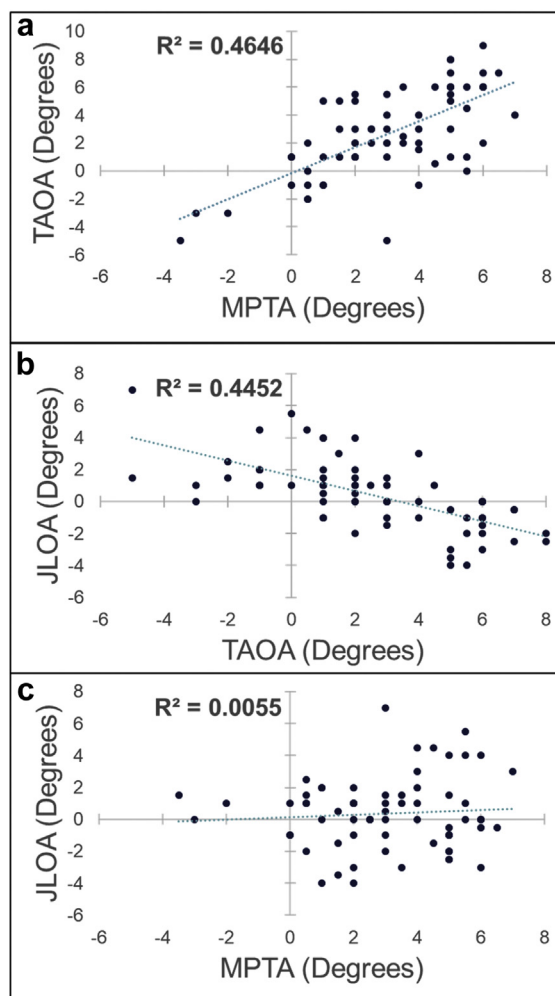 a
R² = 0.4646
TAOA (Degrees)
10
8
6
4
2
0
-2
-4
-6
-6 -4 -2 0 2 4 6 8
MPTA (Degrees)
b
R² = 0.4452
JLOA (Degrees)
8
6
4
2
0
-2
-4
-6
-6 -4 -2 0 2 4 6 8
TAOA (Degrees)
c
R² = 0.0055
JLOA (Degrees)
8
6
4
2
0
-2
-4
-6
-6 -4 -2 0 2 4 6 8
MPTA (Degrees)